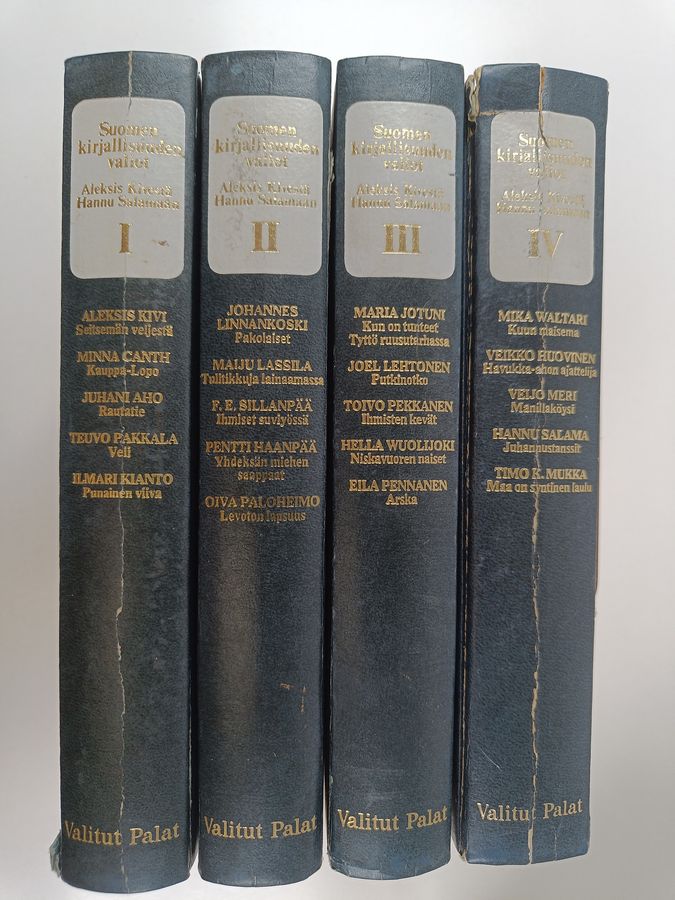 Suomen
kirjallisuuden
valiot
Aleksis Kivestä
Hannu Salamaan
I
ALEKSIS KIVI
Seitsemän veljestä
MINNA CANTH
Kauppa-Lopo
JUHANI AHO
Rautatie
TEUVO PAKKALA
Veli
ILMARI KIANTO
Punainen viiva
Valitut Palat
Suomen
kirjallisuuden
valiot
Aleksis Kivestä
Hannu Salamaan
II
JOHANNES
LINNANKOSKI
Pakolaiset
MAIJU LASSILA
Tulitikkuja lainaamassa
F. E. SILLANPÄÄ
Ihmiset suviyössä
PENTTI HAANPÄÄ
Yhdeksän miehen
saappaat
OIVA PALOHEIMO
Levoton lapsuus
Valitut Palat
Suomen
kirjallisuuden
valiot
Aleksis Kivestä
Hannu Salamaan
III
MARIA JOTUNI
Kun on tunteet
Tyttö ruusutarhassa
JOEL LEHTONEN
Putkinotko
TOIVO PEKKANEN
Ihmisten kevät
HELLA WUOLIJOKI
Niskavuoren naiset
EILA PENNANEN
Arska
Valitut Palat
Suomen
kirjallisuuden
valiot
Aleksis Kivestä
Hannu Salamaan
IV
MIKA WALTARI
Kuun maisema
VEIKKO HUOVINEN
Havukka-ahon ajattelija
VEIJO MERI
Manillaköysi
HANNU SALAMA
Juhannustanssit
TIMO K. MUKKA
Maa on syntinen laulu
Valitut Palat